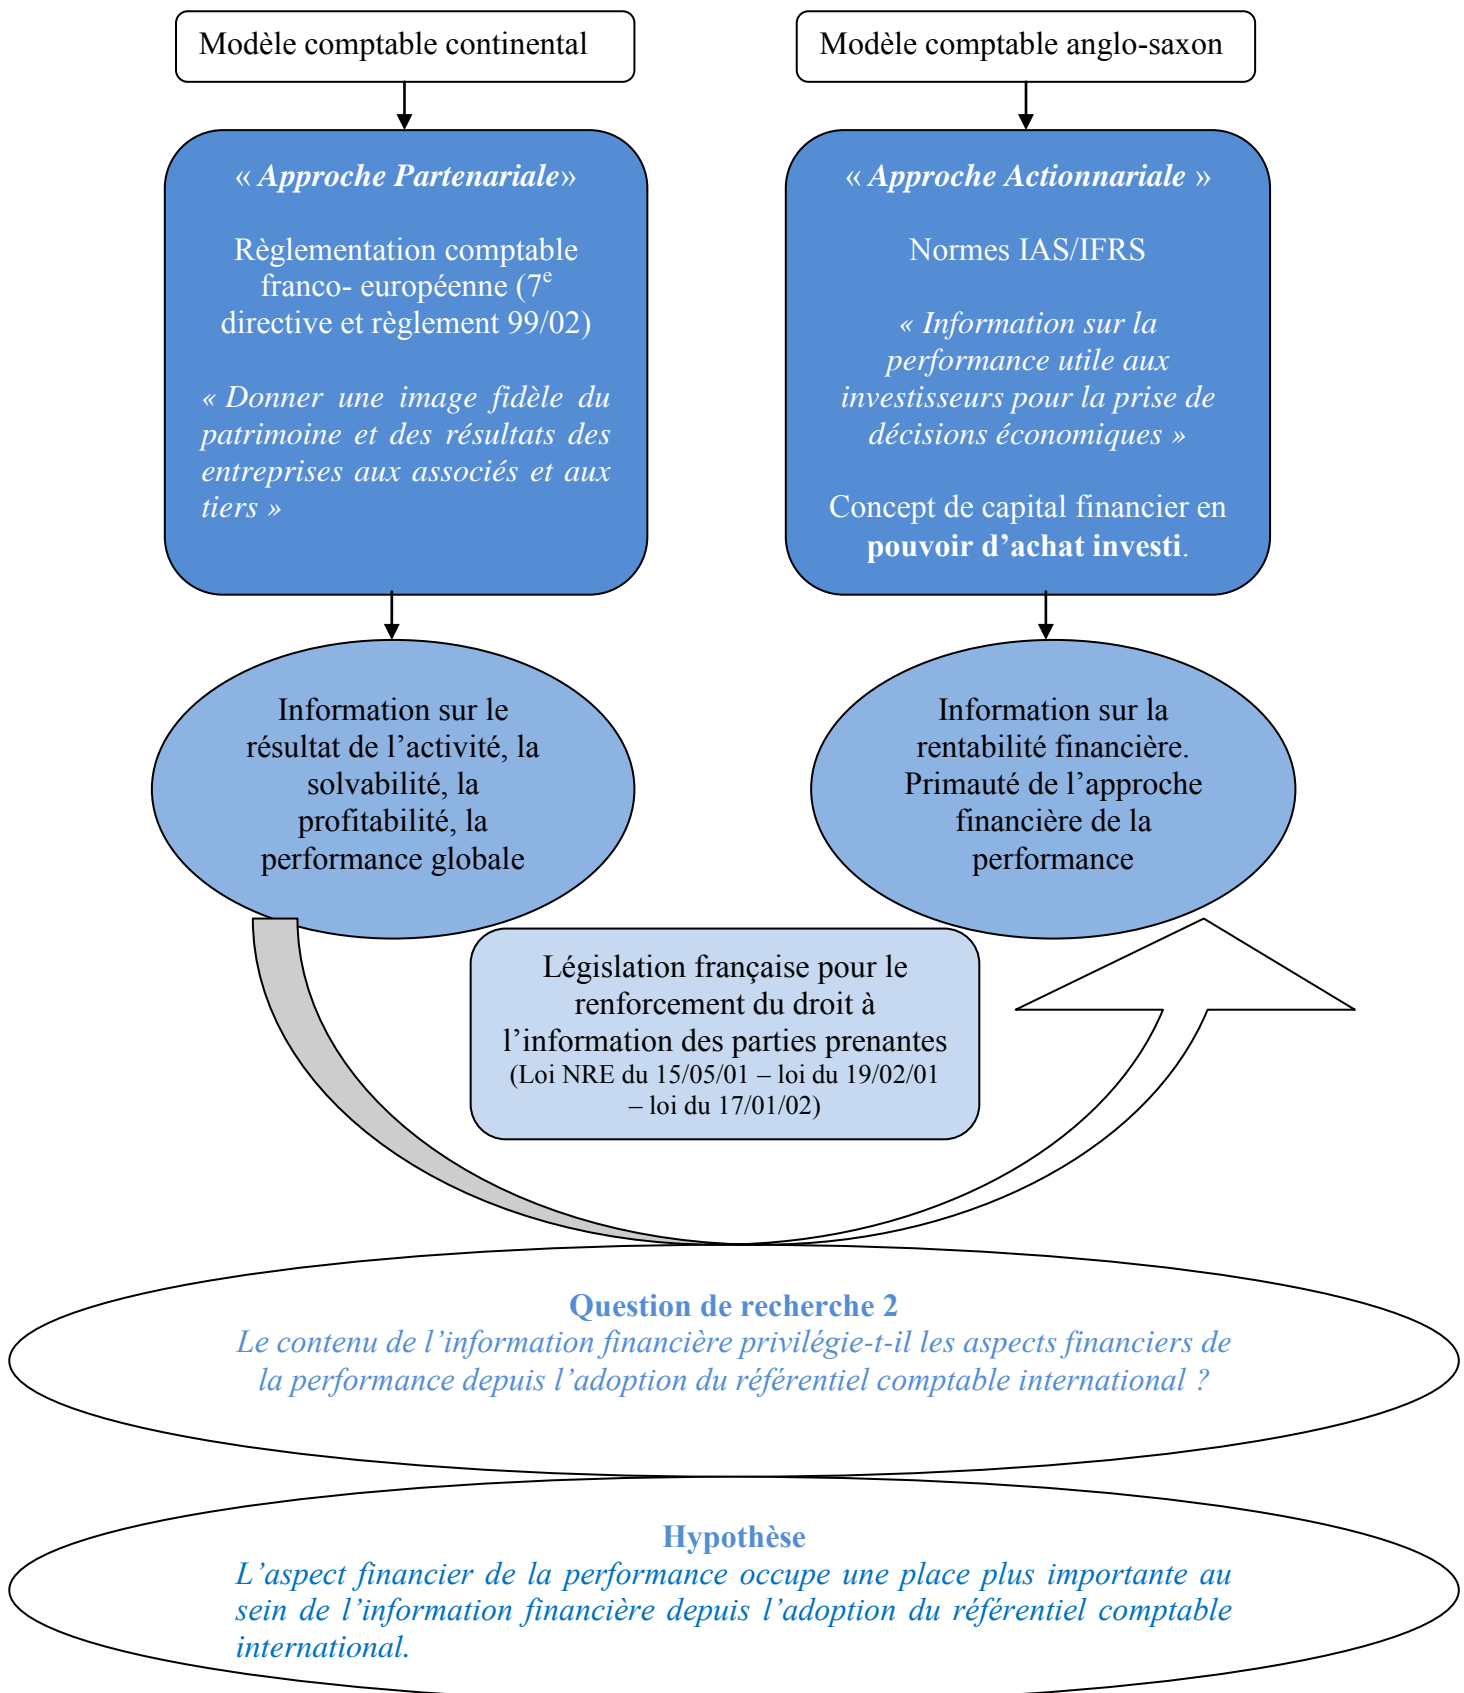 Modèle comptable continental
Modèle comptable anglo-saxon
« Approche Partenariale»
Règlementation comptable
franco- européenne (7e
directive et règlement 99/02)
« Donner une image fidèle du
patrimoine et des résultats des
entreprises aux associés et aux
tiers »
« Approche Actionnariale »
Normes IAS/IFRS
« Information sur la
performance utile aux
investisseurs pour la prise de
décisions économiques »
Concept de capital financier en
pouvoir d’achat investi.
Information sur le
résultat de l’activité, la
solvabilité, la
profitabilité, la
performance globale
Information sur la
rentabilité financière.
Primauté de l’approche
financière de la
performance
Législation française pour le
renforcement du droit à
l’information des parties prenantes
(Loi NRE du 15/05/01 – loi du 19/02/01
– loi du 17/01/02)
Question de recherche 2
Le contenu de l’information financière privilégie-t-il les aspects financiers de
la performance depuis l’adoption du référentiel comptable international ?
Hypothèse
L’aspect financier de la performance occupe une place plus importante au
sein de l’information financière depuis l’adoption du référentiel comptable
international.